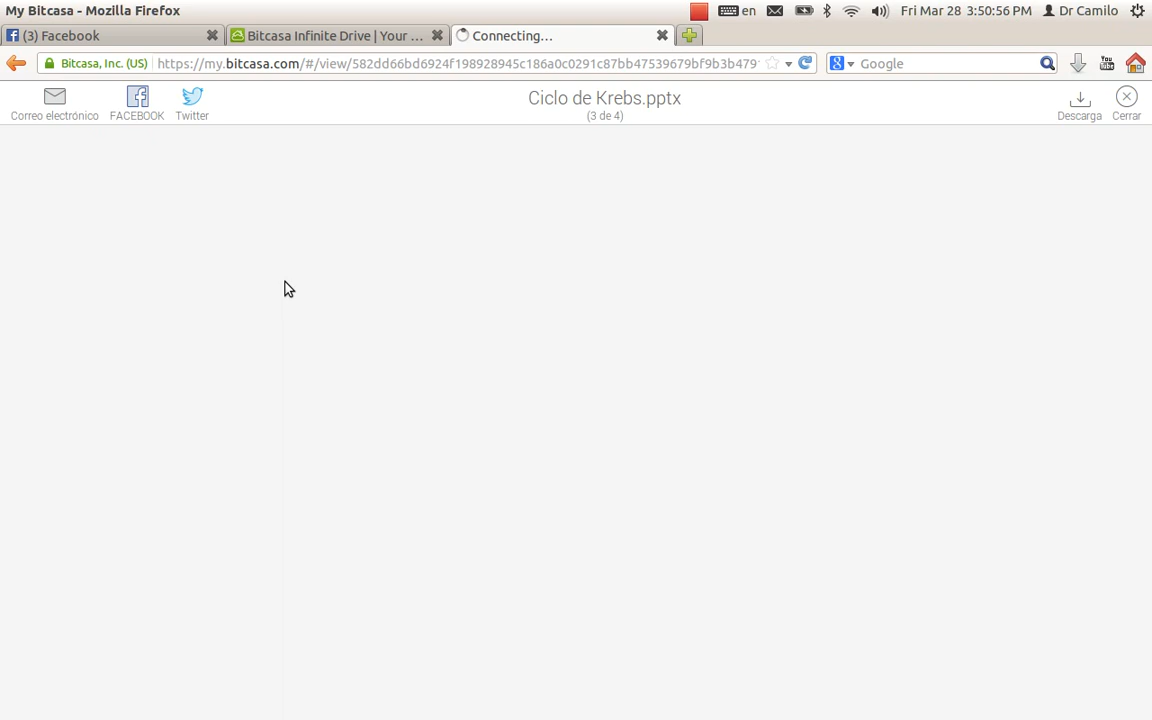 My Bitcasa - Mozilla Firefox
en
Fri Mar 28 3:50:56 PM
Dr Camilo
(3) Facebook
Bitcasa Infinite Drive | Your ...
Connecting...
Bitcasa, Inc. (US)
https://my.bitcasa.com/#/view/582dd66bd6924f198928945c186a0c0291c87bb47539679bf9b3b479
Google
You
Tube
Correo electrónico
FACEBOOK
Twitter
Ciclo de Krebs.pptx
(3 de 4)
Descarga
Cerrar